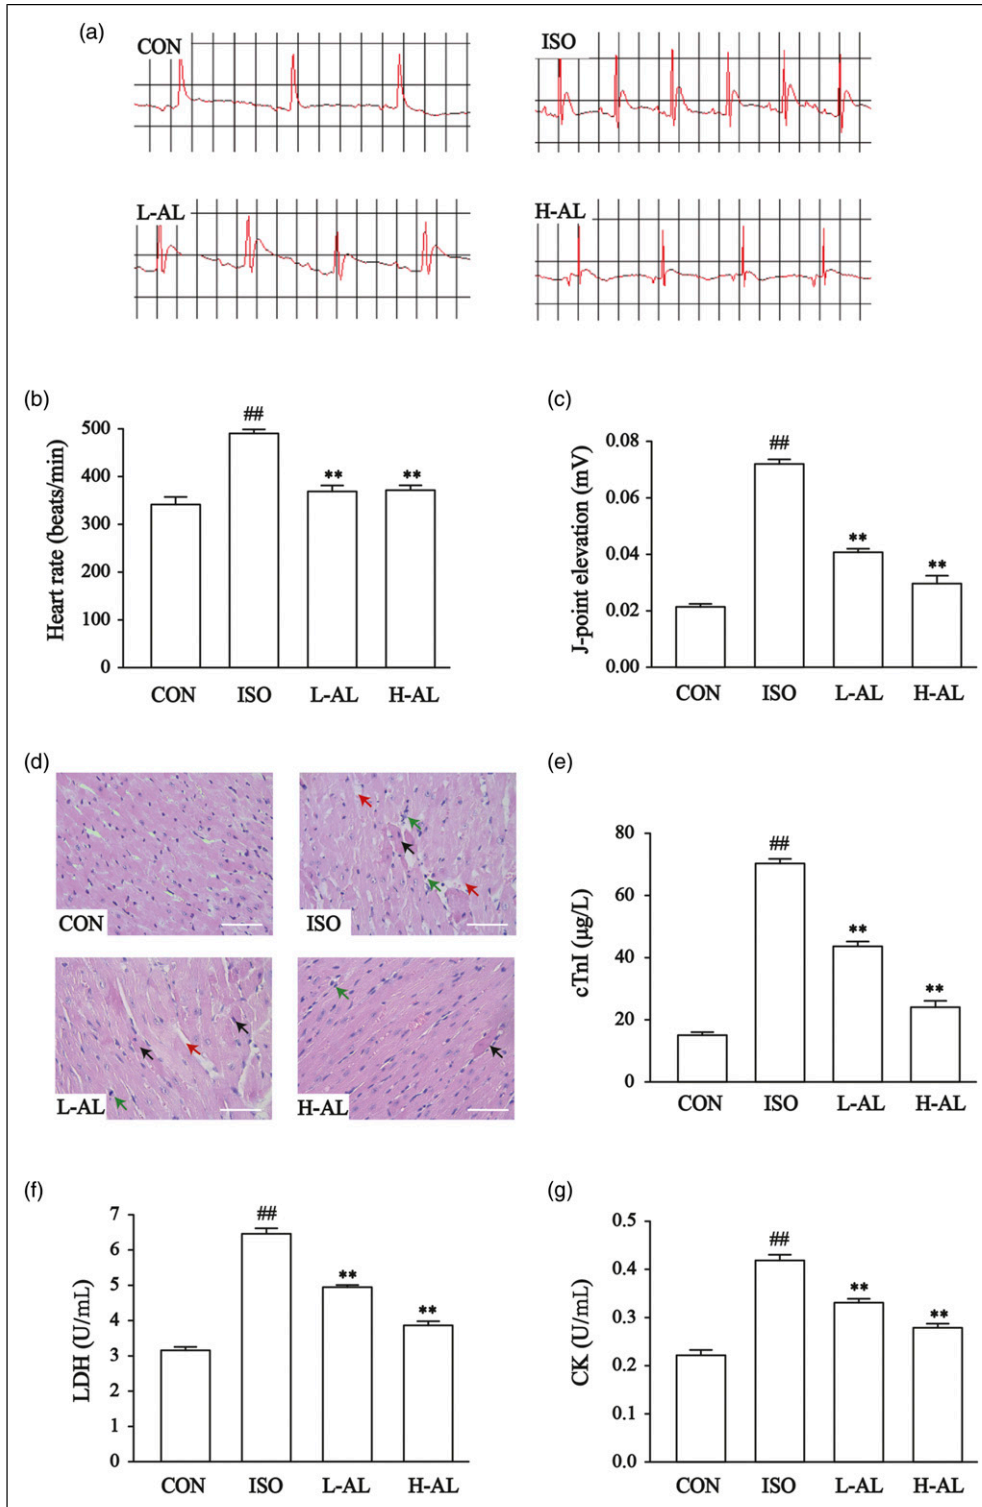 (a)
CON
ISO
L-AL
H-AL
(b)
Heart rate (beats/min)
500
400
300
200
100
0
##
**
**
CON ISO L-AL H-AL
(c)
J-point elevation (mV)
0.08
0.06
0.04
0.02
0.00
##
**
**
CON ISO L-AL H-AL
(d)
CON
ISO
L-AL
H-AL
(e)
cTnI (μg/L)
80
60
40
20
0
##
**
**
CON ISO L-AL H-AL
(f)
LDH (U/mL)
7
6
5
4
3
2
1
0
##
**
**
CON ISO L-AL H-AL
(g)
CK (U/mL)
0.5
0.4
0.3
0.2
0.1
0.0
##
**
**
CON ISO L-AL H-AL